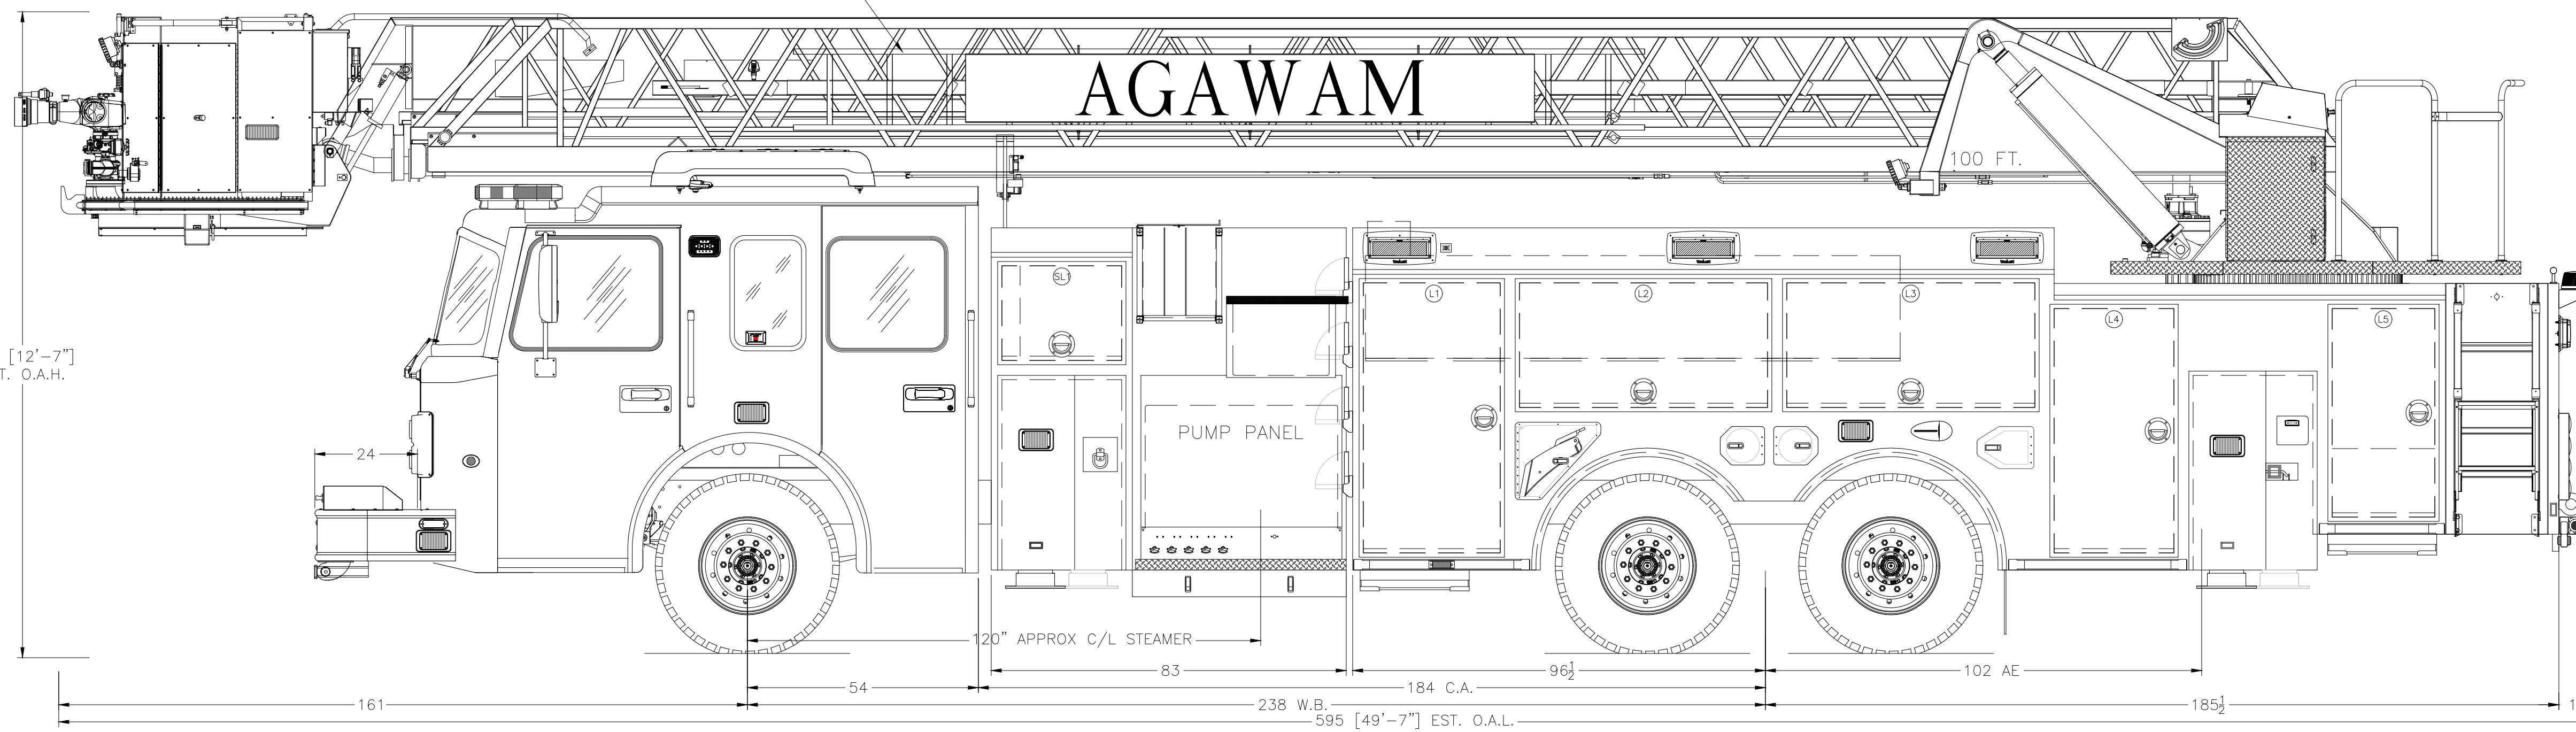 AGAWAM
100 FT.
SL1
L1
L2
L3
L4
L5
[12'-7"]
T. O.A.H.
PUMP PANEL
24
120" APPROX C/L STEAMER
83
96½
102 AE
54
184 C.A.
161
238 W.B.
185½
1
595 [49'-7"] EST. O.A.L.